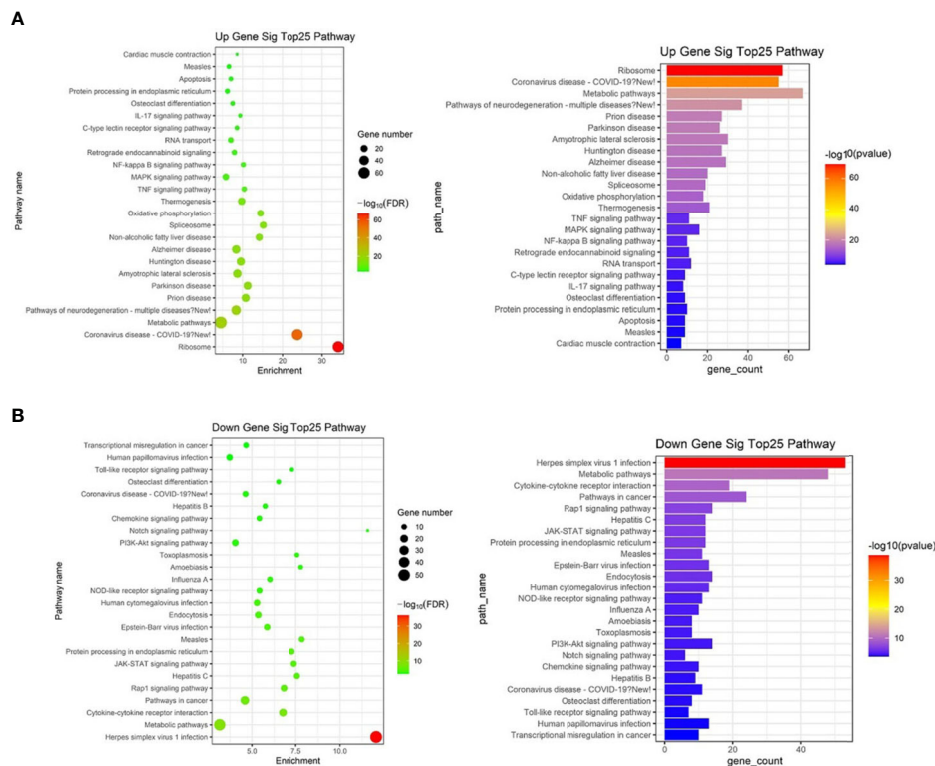 A
Up Gene Sig Top25 Pathway
Pathway name
Cardiac muscle contraction
Measles
Apoptosis
Protein processing in endoplasmic reticulum
Osteoclast differentiation
IL-17 signaling pathway
C-type lectin receptor signaling pathway
RNA transport
Retrograde endocannabinoid signaling
NF-kappa B signaling pathway
MAPK signaling pathway
TNF signaling pathway
Thermogenesis
Oxidative phosphorylation
Spliceosome
Non-alcoholic fatty liver disease
Alzheimer disease
Huntington disease
Amyotrophic lateral sclerosis
Parkinson disease
Prion disease
Pathways of neurodegeneration - multiple diseases?New!
Metabolic pathways
Coronavirus disease - COVID-19?New!
Ribosome
10 20 30
Enrichment
Gene number
20
40
60
−log10(FDR)
60
40
20
Up Gene Sig Top25 Pathway
path_name
Ribosome
Coronavirus disease - COVID-19?New!
Metabolic pathways
Pathways of neurodegeneration - multiple diseases?New!
Prion disease
Parkinson disease
Amyotrophic lateral sclerosis
Huntington disease
Alzheimer disease
Non-alcoholic fatty liver disease
Spliceosome
Oxidative phosphorylation
Thermogenesis
TNF signaling pathway
MAPK signaling pathway
NF-kappa B signaling pathway
Retrograde endocannabinoid signaling
RNA transport
C-type lectin receptor signaling pathway
IL-17 signaling pathway
Osteoclast differentiation
Protein processing in endoplasmic reticulum
Apoptosis
Measles
Cardiac muscle contraction
0 20 40 60
gene_count
-log10(pvalue)
60
40
20
B
Down Gene Sig Top25 Pathway
Pathway name
Transcriptional misregulation in cancer
Human papillomavirus infection
Toll-like receptor signaling pathway
Osteoclast differentiation
Coronavirus disease - COVID-19?New!
Hepatitis B
Chemokine signaling pathway
Notch signaling pathway
PI3K-Akt signaling pathway
Toxoplasmosis
Amoebiasis
Influenza A
NOD-like receptor signaling pathway
Human cytomegalovirus infection
Endocytosis
Epstein-Barr virus infection
Measles
Protein processing in endoplasmic reticulum
JAK-STAT signaling pathway
Hepatitis C
Rap1 signaling pathway
Pathways in cancer
Cytokine-cytokine receptor interaction
Metabolic pathways
Herpes simplex virus 1 infection
5.0 7.5 10.0
Enrichment
Gene number
10
20
30
40
50
−log10(FDR)
30
20
10
Down Gene Sig Top25 Pathway
path_name
Herpes simplex virus 1 infection
Metabolic pathways
Cytokine-cytokine receptor interaction
Pathways in cancer
Rap1 signaling pathway
Hepatitis C
JAK-STAT signaling pathway
Protein processing in endoplasmic reticulum
Measles
Epstein-Barr virus infection
Endocytosis
Human cyomegalovirus infection
NOD-like receptor signaling pathway
Influenza A
Amoebiasis
Toxoplasmosis
PI3K-Akt signaling pathway
Notch signaling pathway
Chemokine signaling pathway
Hepatitis B
Coronavirus disease - COVID-19?New!
Osteoclast differentiation
Toll-like receptor signaling pathway
Human papillomavirus infection
Transcriptional misregulation in cancer
0 20 40
gene_count
-log10(pvalue)
30
20
10